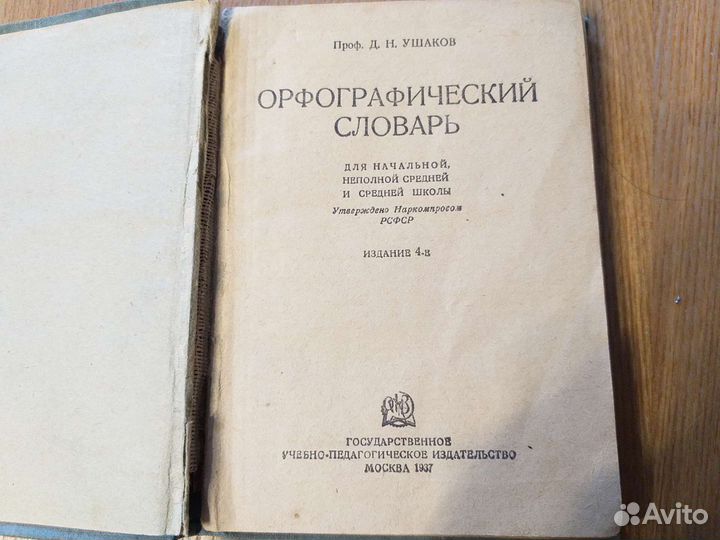 Проф. Д. Н. УШАКОВ
ОРФОГРАФИЧЕСКИЙ
СЛОВАРЬ
ДЛЯ НАЧАЛЬНОЙ,
НЕПОЛНОЙ СРЕДНЕЙ
И СРЕДНЕЙ ШКОЛЫ
Утверждено Наркомпросом
РСФСР
ИЗДАНИЕ 4-е
ГОСУДАРСТВЕННОЕ
УЧЕБНО-ПЕДАГОГИЧЕСКОЕ ИЗДАТЕЛЬСТВО
МОСКВА 1937
Avito